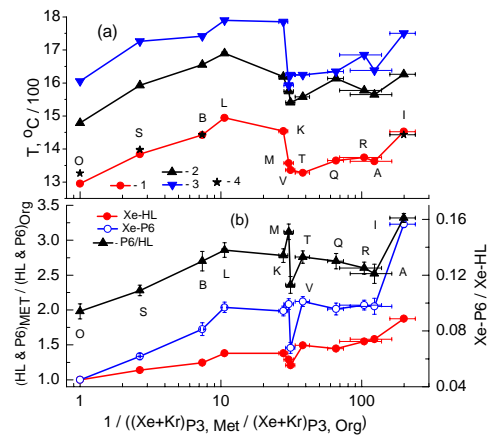 (a)
18
17
16
15
14
13
T, °C / 100
O
S
B
L
K
M
V
T
Q
R
A
I
1
2
3
4
(b)
Xe-HL
Xe-P6
P6/HL
3.5
3.0
2.5
2.0
1.5
1.0
(HL & P6)MET / (HL & P6)Org
0.16
0.12
0.08
0.04
Xe-P6 / Xe-HL
O
S
B
L
K
M
T
V
Q
R
I
A
1
10
100
1 / ((Xe+Kr)P3, Met / (Xe+Kr)P3, Org)